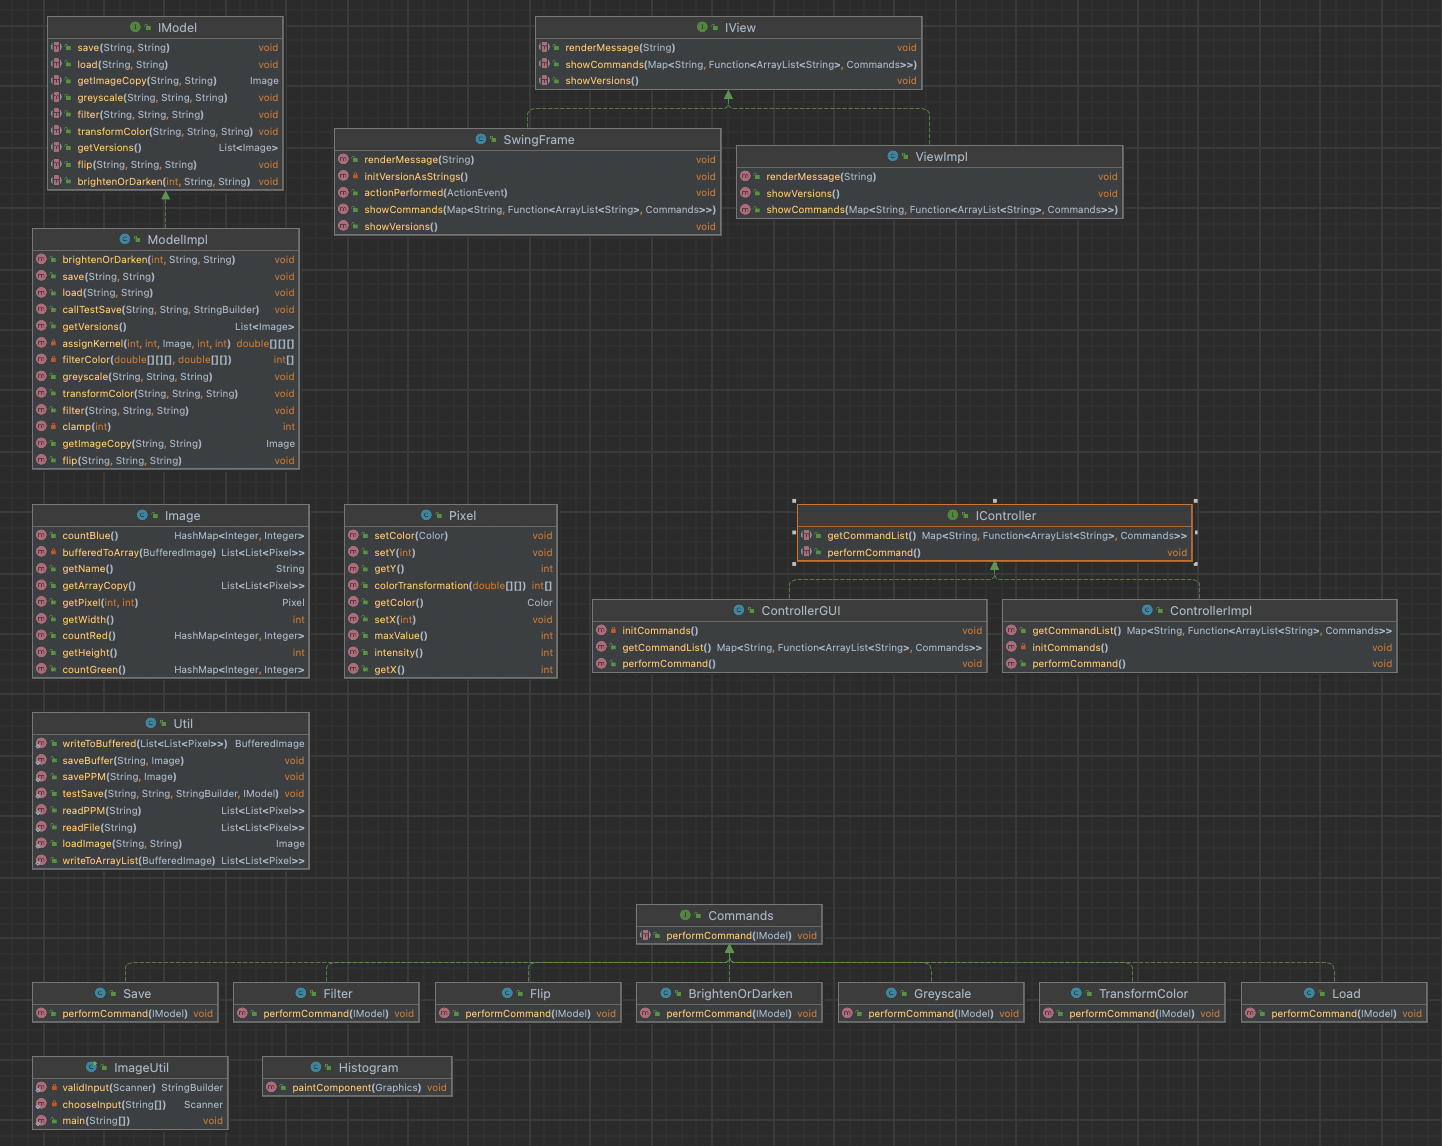 IModel
save(String, String) void
load(String, String) void
getImageCopy(String, String) Image
greyscale(String, String, String) void
filter(String, String, String) void
transformColor(String, String, String) void
getVersions() List<Image>
flip(String, String, String) void
brightenOrDarken(int, String, String) void
IView
renderMessage(String) void
showCommands(Map<String, Function<ArrayList<String>, Commands>>)
showVersions() void
SwingFrame
renderMessage(String) void
initVersionAsStrings() void
actionPerformed(ActionEvent) void
showCommands(Map<String, Function<ArrayList<String>, Commands>>)
showVersions() void
ViewImpl
renderMessage(String) void
showVersions() void
showCommands(Map<String, Function<ArrayList<String>, Commands>>)
ModelImpl
brightenOrDarken(int, String, String) void
save(String, String) void
load(String, String) void
callTestSave(String, String, StringBuilder) void
getVersions() List<Image>
assignKernel(int, int, Image, int, int) double[][][]
filterColor(double[][][], double[][]) int[]
greyscale(String, String, String) void
transformColor(String, String, String) void
filter(String, String, String) void
clamp(int) int
getImageCopy(String, String) Image
flip(String, String, String) void
Image
countBlue() HashMap<Integer, Integer>
bufferedToArray(BufferedImage) List<List<Pixel>>
getName() String
getArrayCopy() List<List<Pixel>>
getPixel(int, int) Pixel
getWidth() int
countRed() HashMap<Integer, Integer>
getHeight() int
countGreen() HashMap<Integer, Integer>
Pixel
setColor(Color) void
setY(int) void
getY() int
colorTransformation(double[][]) int[]
getColor() Color
setX(int) void
maxValue() int
intensity() int
getX() int
IController
getCommandList() Map<String, Function<ArrayList<String>, Commands>>
performCommand() void
ControllerGUI
initCommands() void
getCommandList() Map<String, Function<ArrayList<String>, Commands>>
performCommand() void
ControllerImpl
getCommandList() Map<String, Function<ArrayList<String>, Commands>>
initCommands() void
performCommand() void
Util
writeToBuffered(List<List<Pixel>>) BufferedImage
saveBuffer(String, Image) void
savePPM(String, Image) void
testSave(String, String, StringBuilder, IModel) void
readPPM(String) List<List<Pixel>>
readFile(String) List<List<Pixel>>
loadImage(String, String) Image
writeToArrayList(BufferedImage) List<List<Pixel>>
Commands
performCommand(IModel) void
Save
performCommand(IModel) void
Filter
performCommand(IModel) void
Flip
performCommand(IModel) void
BrightenOrDarken
performCommand(IModel) void
Greyscale
performCommand(IModel) void
TransformColor
performCommand(IModel) void
Load
performCommand(IModel) void
ImageUtil
validInput(Scanner) StringBuilder
chooseInput(String[]) Scanner
main(String[]) void
Histogram
paintComponent(Graphics) void